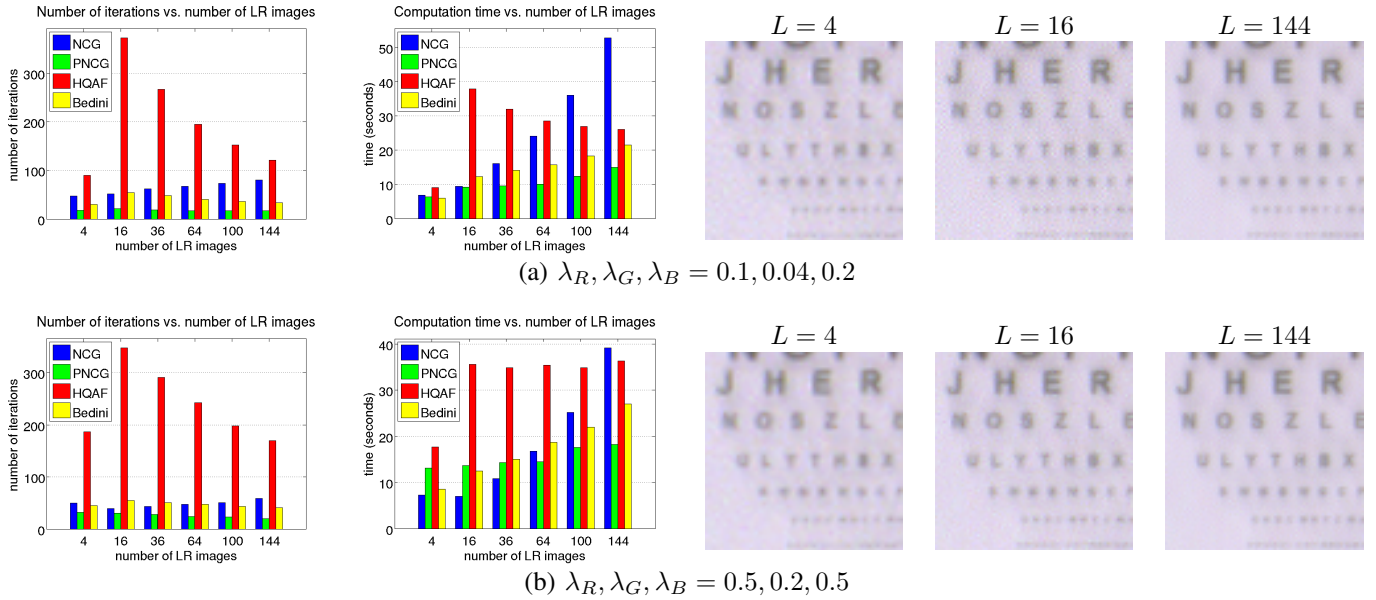 Number of iterations vs. number of LR images
number of iterations
300
200
100
0
NCG
PNCG
HQAF
Bedini
4 16 36 64 100 144
number of LR images
Computation time vs. number of LR images
time (seconds)
50
40
30
20
10
0
NCG
PNCG
HQAF
Bedini
4 16 36 64 100 144
number of LR images
L = 4
J H E R
N O S Z L E
U L Y T H B X
L = 16
J H E R
N O S Z L E
U L Y T H B X
L = 144
J H E R
N O S Z L E
U L Y T H B X
(a) λ_R, λ_G, λ_B = 0.1, 0.04, 0.2
Number of iterations vs. number of LR images
number of iterations
300
200
100
0
NCG
PNCG
HQAF
Bedini
4 16 36 64 100 144
number of LR images
Computation time vs. number of LR images
time (seconds)
40
30
20
10
0
NCG
PNCG
HQAF
Bedini
4 16 36 64 100 144
number of LR images
L = 4
J H E R
N O S Z L E
U L Y T H B X
L = 16
J H E R
N O S Z L E
U L Y T H B X
L = 144
J H E R
N O S Z L E
U L Y T H B X
(b) λ_R, λ_G, λ_B = 0.5, 0.2, 0.5